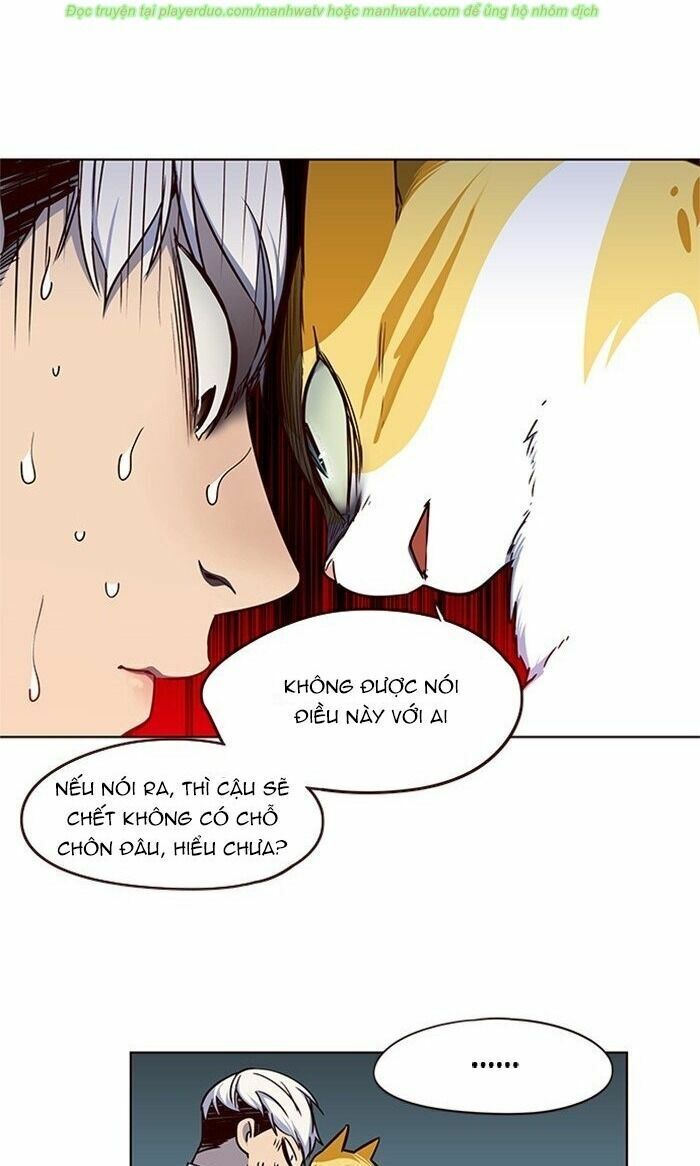 Đọc truyện tại playerduo.com/manhwatv hoặc manhwatv.com để ủng hộ nhóm dịch
KHÔNG ĐƯỢC NÓI
ĐIỀU NÀY VỚI AI
NẾU NÓI RA, THÌ CẬU SẼ
CHẾT KHÔNG CÓ CHỖ
CHÔN ĐÂU, HIỂU CHƯA?
......